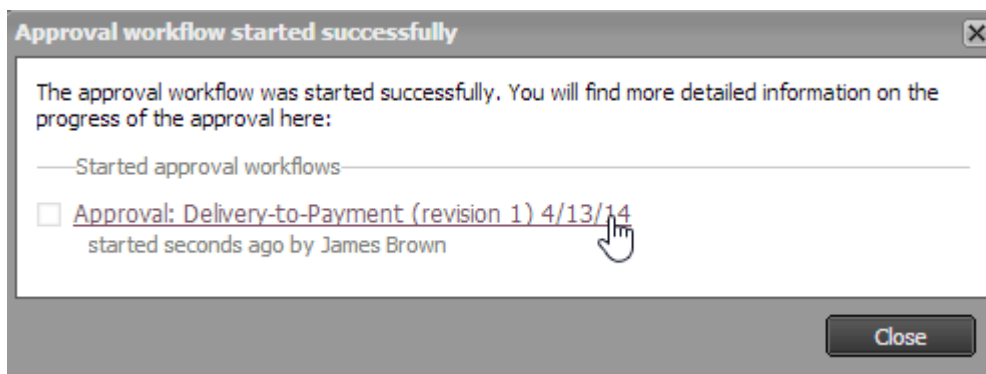 Approval workflow started successfully
The approval workflow was started successfully. You will find more detailed information on the
progress of the approval here:
Started approval workflows
Approval: Delivery-to-Payment (revision 1) 4/13/14
started seconds ago by James Brown
Close